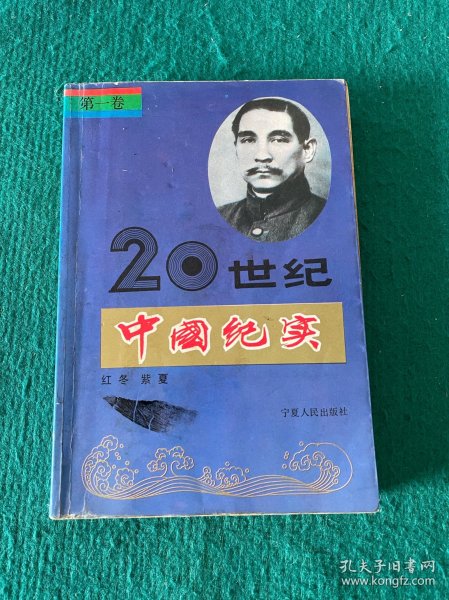 第一卷
20世纪
中國纪实
红冬 紫夏
宁夏人民出版社
孔夫子旧书网
www.kongfz.com